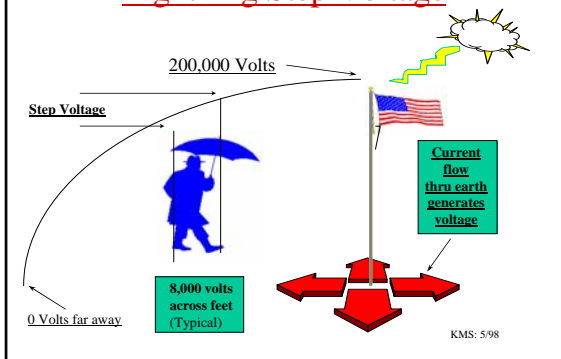 200,000 Volts
Step Voltage
Current
flow
thru earth
generates
voltage
8,000 volts
across feet
(Typical)
0 Volts far away
KMS: 5/98